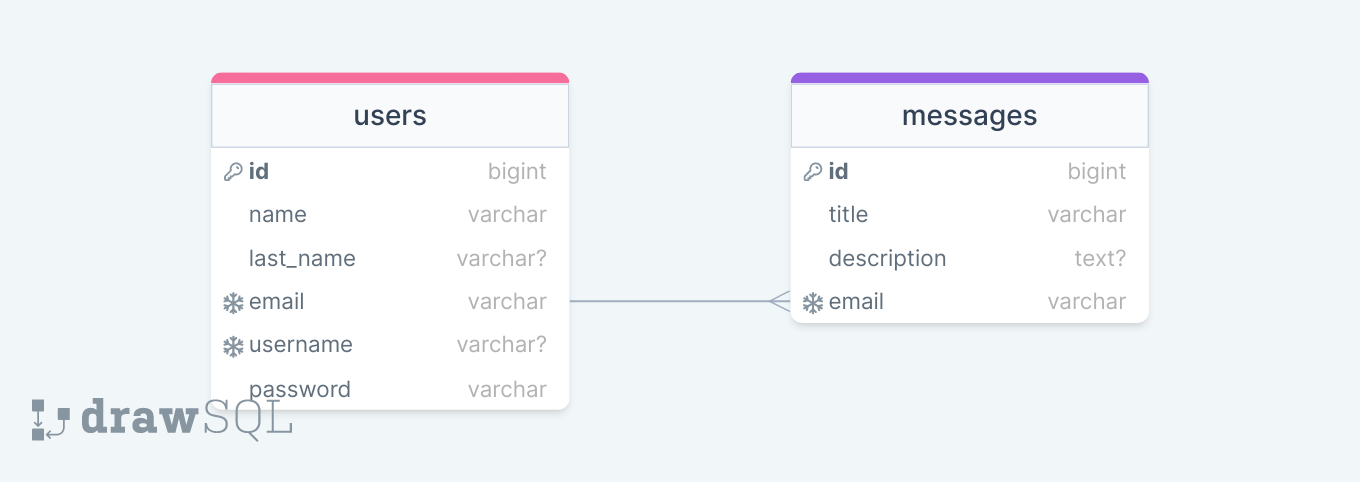 users
id bigint
name varchar
last_name varchar?
email varchar
username varchar?
password varchar
messages
id bigint
title varchar
description text?
email varchar
drawSQL